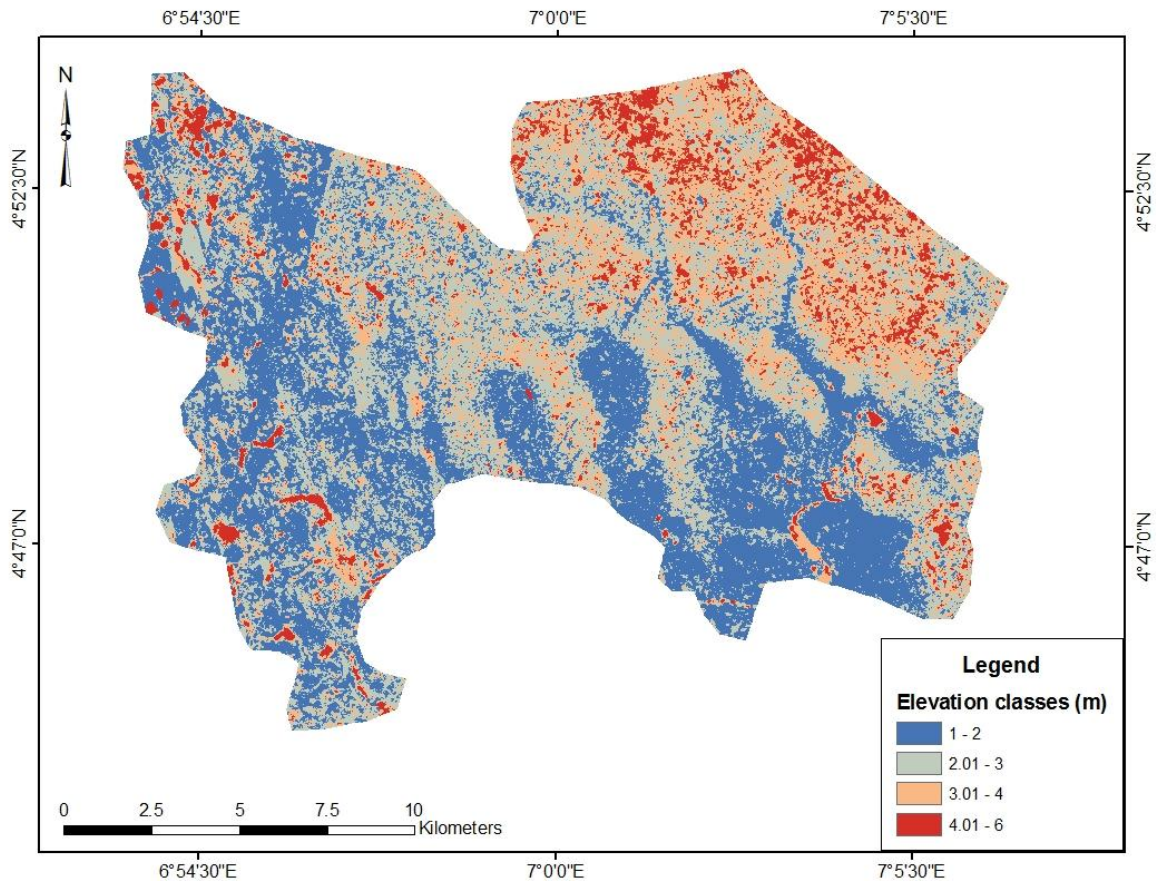 6°54'30"E
7°0'0"E
7°5'30"E
N
4°52'30"N
4°52'30"N
4°47'0"N
4°47'0"N
Legend
Elevation classes (m)
1 - 2
2.01 - 3
3.01 - 4
4.01 - 6
0
2.5
5
7.5
10
Kilometers
6°54'30"E
7°0'0"E
7°5'30"E